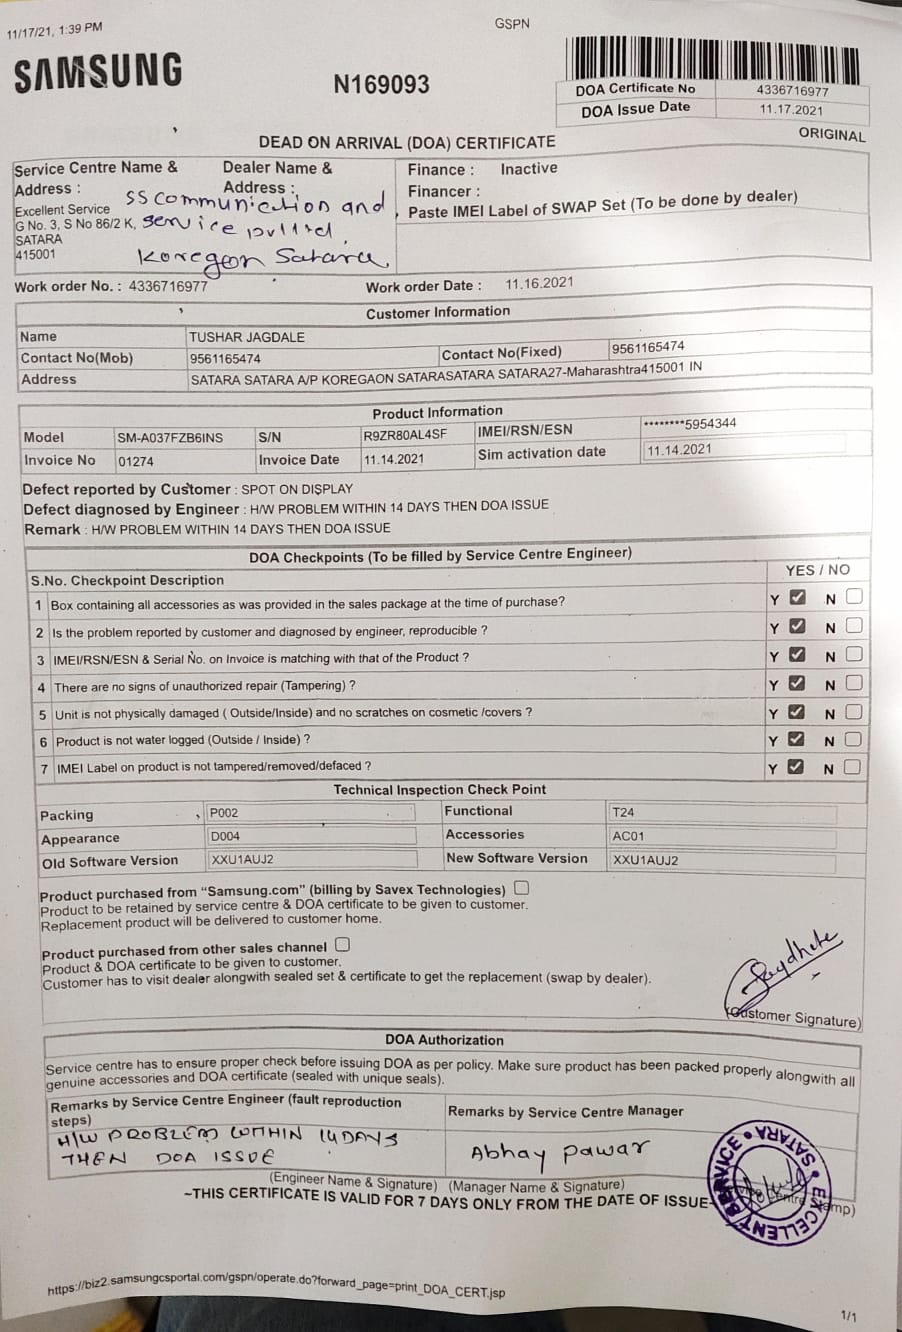 11/17/21, 1:39 PM
GSPN
SAMSUNG
N169093
DOA Certificate No 4336716977
DOA Issue Date 11.17.2021
ORIGINAL
DEAD ON ARRIVAL (DOA) CERTIFICATE
Service Centre Name & Address :
Excellent Service
G No. 3, S No 86/2 K,
SATARA
415001
Dealer Name & Address :
SS communication and
service pvt ltd
Koregaon Satara
Finance : Inactive
Financer :
Paste IMEI Label of SWAP Set (To be done by dealer)
Work order No. : 4336716977
Work order Date : 11.16.2021
Customer Information
Name TUSHAR JAGDALE
Contact No(Mob) 9561165474 Contact No(Fixed) 9561165474
Address SATARA SATARA A/P KOREGAON SATARASATARA SATARA27-Maharashtra415001 IN
Product Information
Model SM-A037FZB6INS S/N R9ZR80AL4SF IMEI/RSN/ESN ********5954344
Invoice No 01274 Invoice Date 11.14.2021 Sim activation date 11.14.2021
Defect reported by Customer : SPOT ON DISPLAY
Defect diagnosed by Engineer : H/W PROBLEM WITHIN 14 DAYS THEN DOA ISSUE
Remark : H/W PROBLEM WITHIN 14 DAYS THEN DOA ISSUE
DOA Checkpoints (To be filled by Service Centre Engineer)
S.No. Checkpoint Description YES / NO
1 Box containing all accessories as was provided in the sales package at the time of purchase? Y N
2 Is the problem reported by customer and diagnosed by engineer, reproducible ? Y N
3 IMEI/RSN/ESN & Serial No. on Invoice is matching with that of the Product ? Y N
4 There are no signs of unauthorized repair (Tampering) ? Y N
5 Unit is not physically damaged ( Outside/Inside) and no scratches on cosmetic /covers ? Y N
6 Product is not water logged (Outside / Inside) ? Y N
7 IMEI Label on product is not tampered/removed/defaced ? Y N
Technical Inspection Check Point
Packing P002 Functional T24
Appearance D004 Accessories AC01
Old Software Version XXU1AUJ2 New Software Version XXU1AUJ2
Product purchased from “Samsung.com” (billing by Savex Technologies)
Product to be retained by service centre & DOA certificate to be given to customer.
Replacement product will be delivered to customer home.
Product purchased from other sales channel
Product & DOA certificate to be given to customer.
Customer has to visit dealer alongwith sealed set & certificate to get the replacement (swap by dealer).
(Customer Signature)
DOA Authorization
Service centre has to ensure proper check before issuing DOA as per policy. Make sure product has been packed properly alongwith all
genuine accessories and DOA certificate (sealed with unique seals).
Remarks by Service Centre Engineer (fault reproduction
steps)
H/W PROBLEM WITHIN 14 DAYS
THEN DOA ISSUE
Remarks by Service Centre Manager
Abhay Pawar
(Engineer Name & Signature) (Manager Name & Signature)
EXCELLENT SERVICE • SATARA •
~THIS CERTIFICATE IS VALID FOR 7 DAYS ONLY FROM THE DATE OF ISSUE~
https://biz2.samsungcsportal.com/gspn/operate.do?forward_page=print_DOA_CERT.jsp
1/1